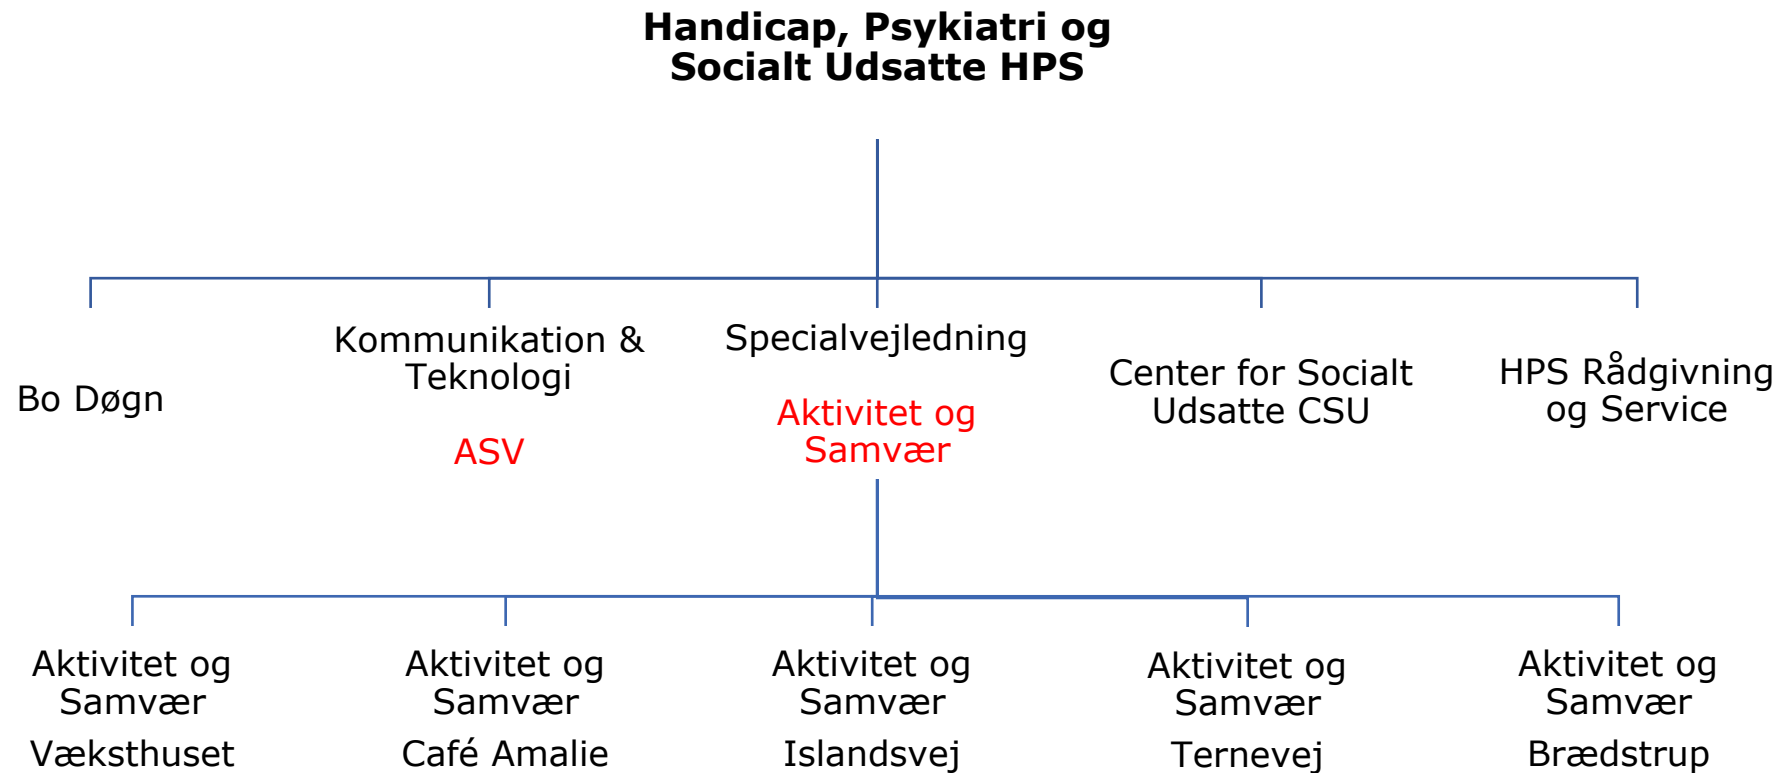 Handicap, Psykiatri og
Socialt Udsatte HPS
Bo Døgn
Kommunikation &
Teknologi
ASV
Specialvejledning
Aktivitet og
Samvær
Center for Socialt
Udsatte CSU
HPS Rådgivning
og Service
Aktivitet og
Samvær
Væksthuset
Aktivitet og
Samvær
Café Amalie
Aktivitet og
Samvær
Islandsvej
Aktivitet og
Samvær
Ternevej
Aktivitet og
Samvær
Brædstrup